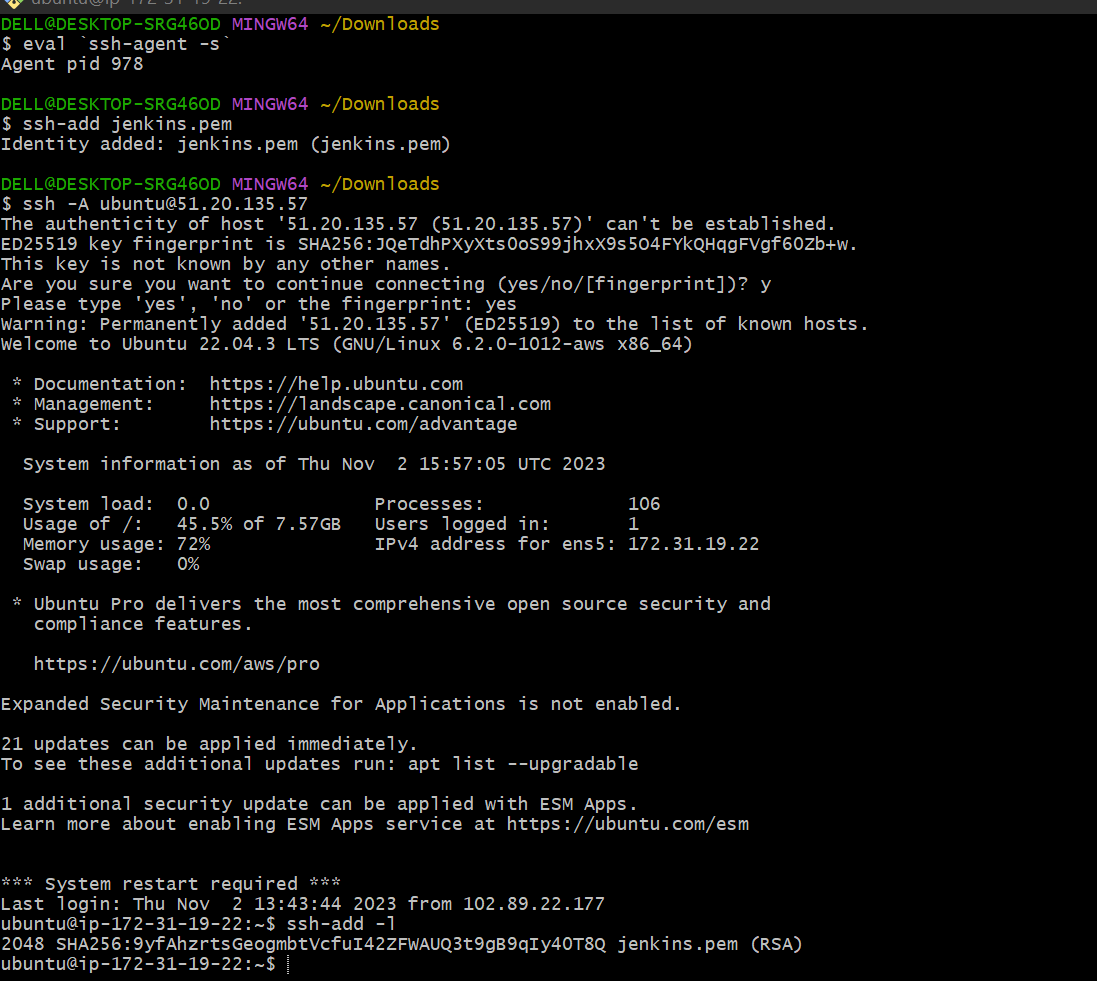 ubuntu@ip-172-31-19-22:
DELL@DESKTOP-SRG46OD MINGW64 ~/Downloads
$ eval `ssh-agent -s`
Agent pid 978
DELL@DESKTOP-SRG46OD MINGW64 ~/Downloads
$ ssh-add jenkins.pem
Identity added: jenkins.pem (jenkins.pem)
DELL@DESKTOP-SRG46OD MINGW64 ~/Downloads
$ ssh -A ubuntu@51.20.135.57
The authenticity of host '51.20.135.57 (51.20.135.57)' can't be established.
ED25519 key fingerprint is SHA256:JQeTdhPXyXts0oS99jhxX9s5O4FYkQHqgFVgf60Zb+w.
This key is not known by any other names.
Are you sure you want to continue connecting (yes/no/[fingerprint])? y
Please type 'yes', 'no' or the fingerprint: yes
Warning: Permanently added '51.20.135.57' (ED25519) to the list of known hosts.
Welcome to Ubuntu 22.04.3 LTS (GNU/Linux 6.2.0-1012-aws x86_64)
* Documentation: https://help.ubuntu.com
* Management: https://landscape.canonical.com
* Support: https://ubuntu.com/advantage
System information as of Thu Nov 2 15:57:05 UTC 2023
System load: 0.0 Processes: 106
Usage of /: 45.5% of 7.57GB Users logged in: 1
Memory usage: 72% IPv4 address for ens5: 172.31.19.22
Swap usage: 0%
* Ubuntu Pro delivers the most comprehensive open source security and
compliance features.
https://ubuntu.com/aws/pro
Expanded Security Maintenance for Applications is not enabled.
21 updates can be applied immediately.
To see these additional updates run: apt list --upgradable
1 additional security update can be applied with ESM Apps.
Learn more about enabling ESM Apps service at https://ubuntu.com/esm
*** System restart required ***
Last login: Thu Nov 2 13:43:44 2023 from 102.89.22.177
ubuntu@ip-172-31-19-22:~$ ssh-add -l
2048 SHA256:9yfAhzrtsGeogmbtVcfuI42ZFWAUQ3t9gB9qIy40T8Q jenkins.pem (RSA)
ubuntu@ip-172-31-19-22:~$